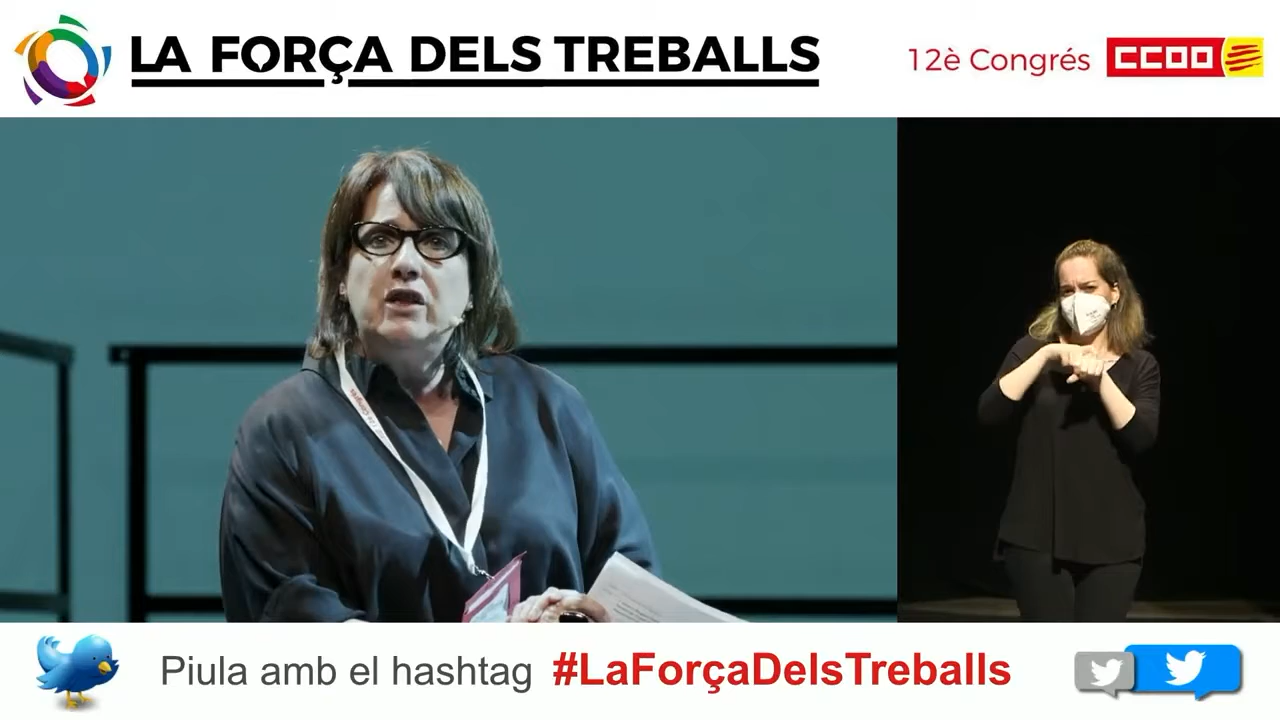 LA FORÇA DELS TREBALLS
12è Congrés
CCOO
Piula amb el hashtag #LaForçaDelsTreballs